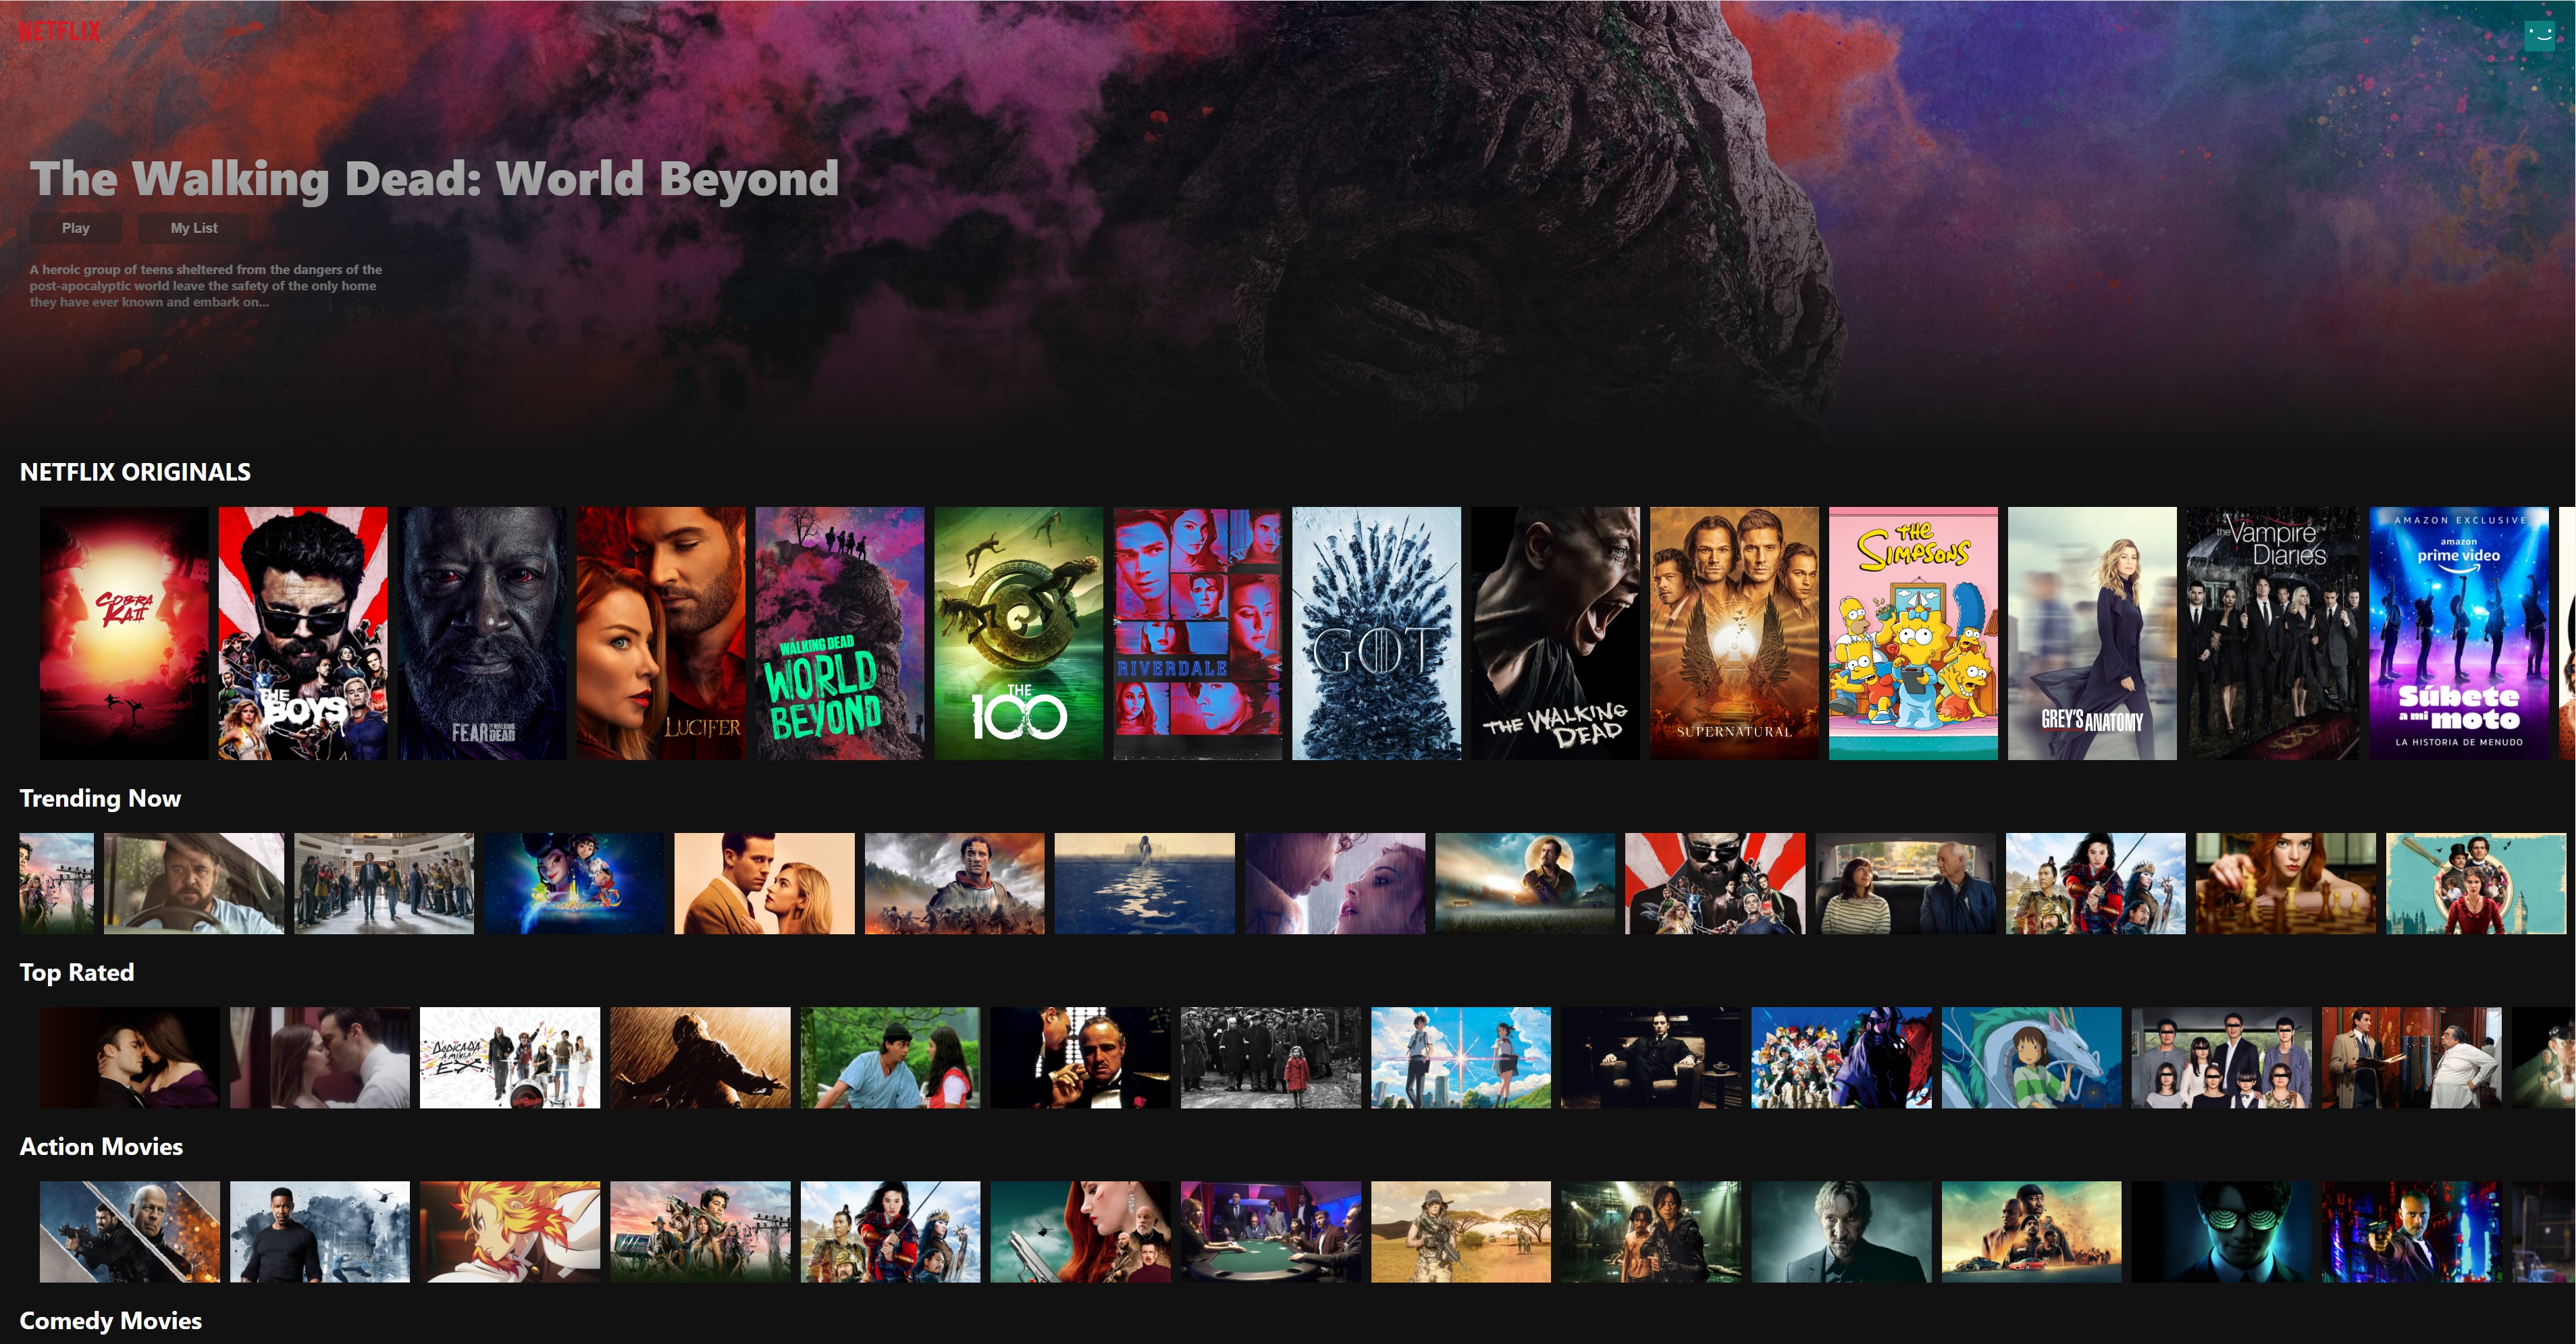 NETFLIX
The Walking Dead: World Beyond
Play
My List
A heroic group of teens sheltered from the dangers of the
post-apocalyptic world leave the safety of the only home
they have ever known and embark on...
NETFLIX ORIGINALS
COBRA
KAI
THE
BOYS
FEAR THE WALKING
DEAD
LUCIFER
THE
WALKING DEAD
WORLD
BEYOND
THE
100
RIVERDALE
GOT
THE WALKING
DEAD
SUPERNATURAL
THE
SIMPSONS
GREY'S ANATOMY
the Vampire
Diaries
AMAZON EXCLUSIVE
amazon
prime video
Súbete
a mi moto
LA HISTORIA DE MENUDO
Trending Now
Top Rated
DEDICADA
A MI EX
Action Movies
Comedy Movies